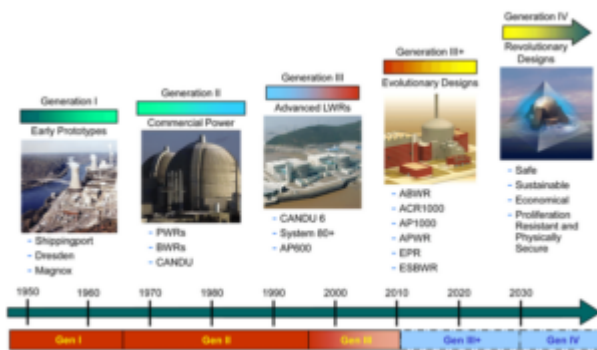 Generation I
Early Prototypes
- Shippingport
- Dresden
- Magnox
Generation II
Commercial Power
- PWRs
- BWRs
- CANDU
Generation III
Advanced LWRs
- CANDU 6
- System 80+
- AP600
Generation III+
Evolutionary Designs
- ABWR
- ACR1000
- AP1000
- APWR
- EPR
- ESBWR
Generation IV
Revolutionary Designs
- Safe
- Sustainable
- Economical
- Proliferation
Resistant and
Physically
Secure
1950 1960 1970 1980 1990 2000 2010 2020 2030
Gen I Gen II Gen III Gen III+ Gen IV